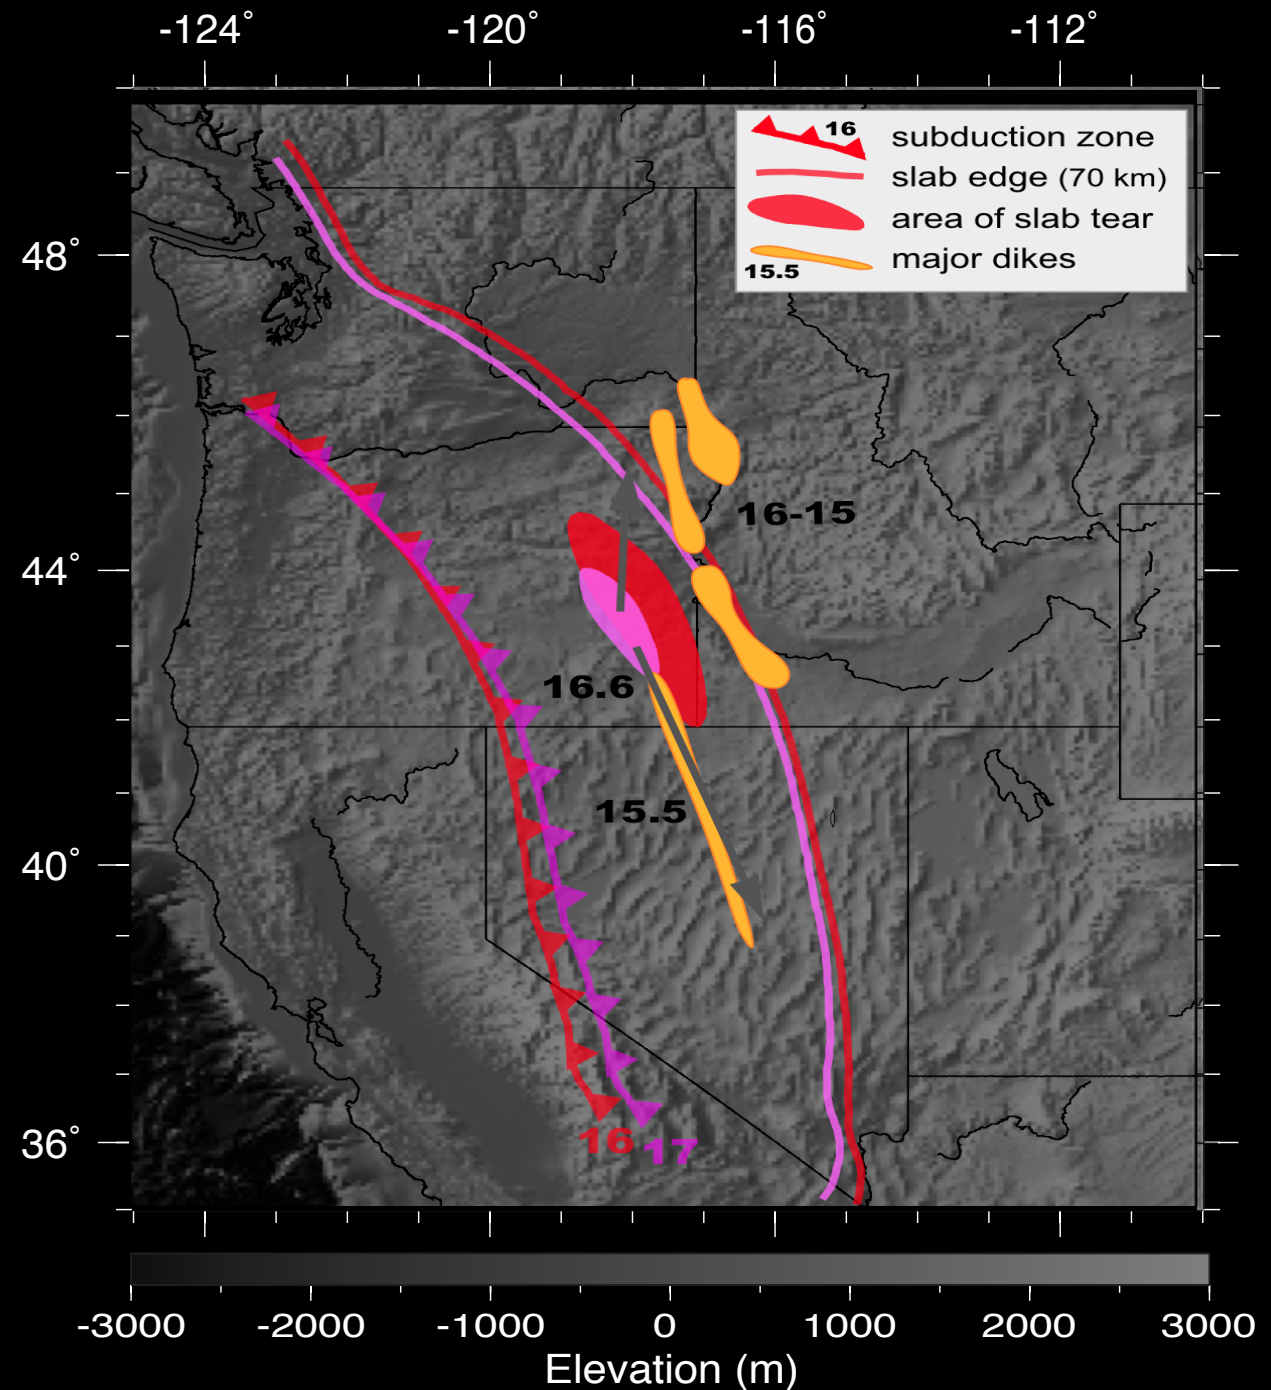 -124° -120° -116° -112°
16 subduction zone
slab edge (70 km)
area of slab tear
15.5 major dikes
48°
16-15
44°
16.6
15.5
40°
36°
16 17
-3000 -2000 -1000 0 1000 2000 3000
Elevation (m)